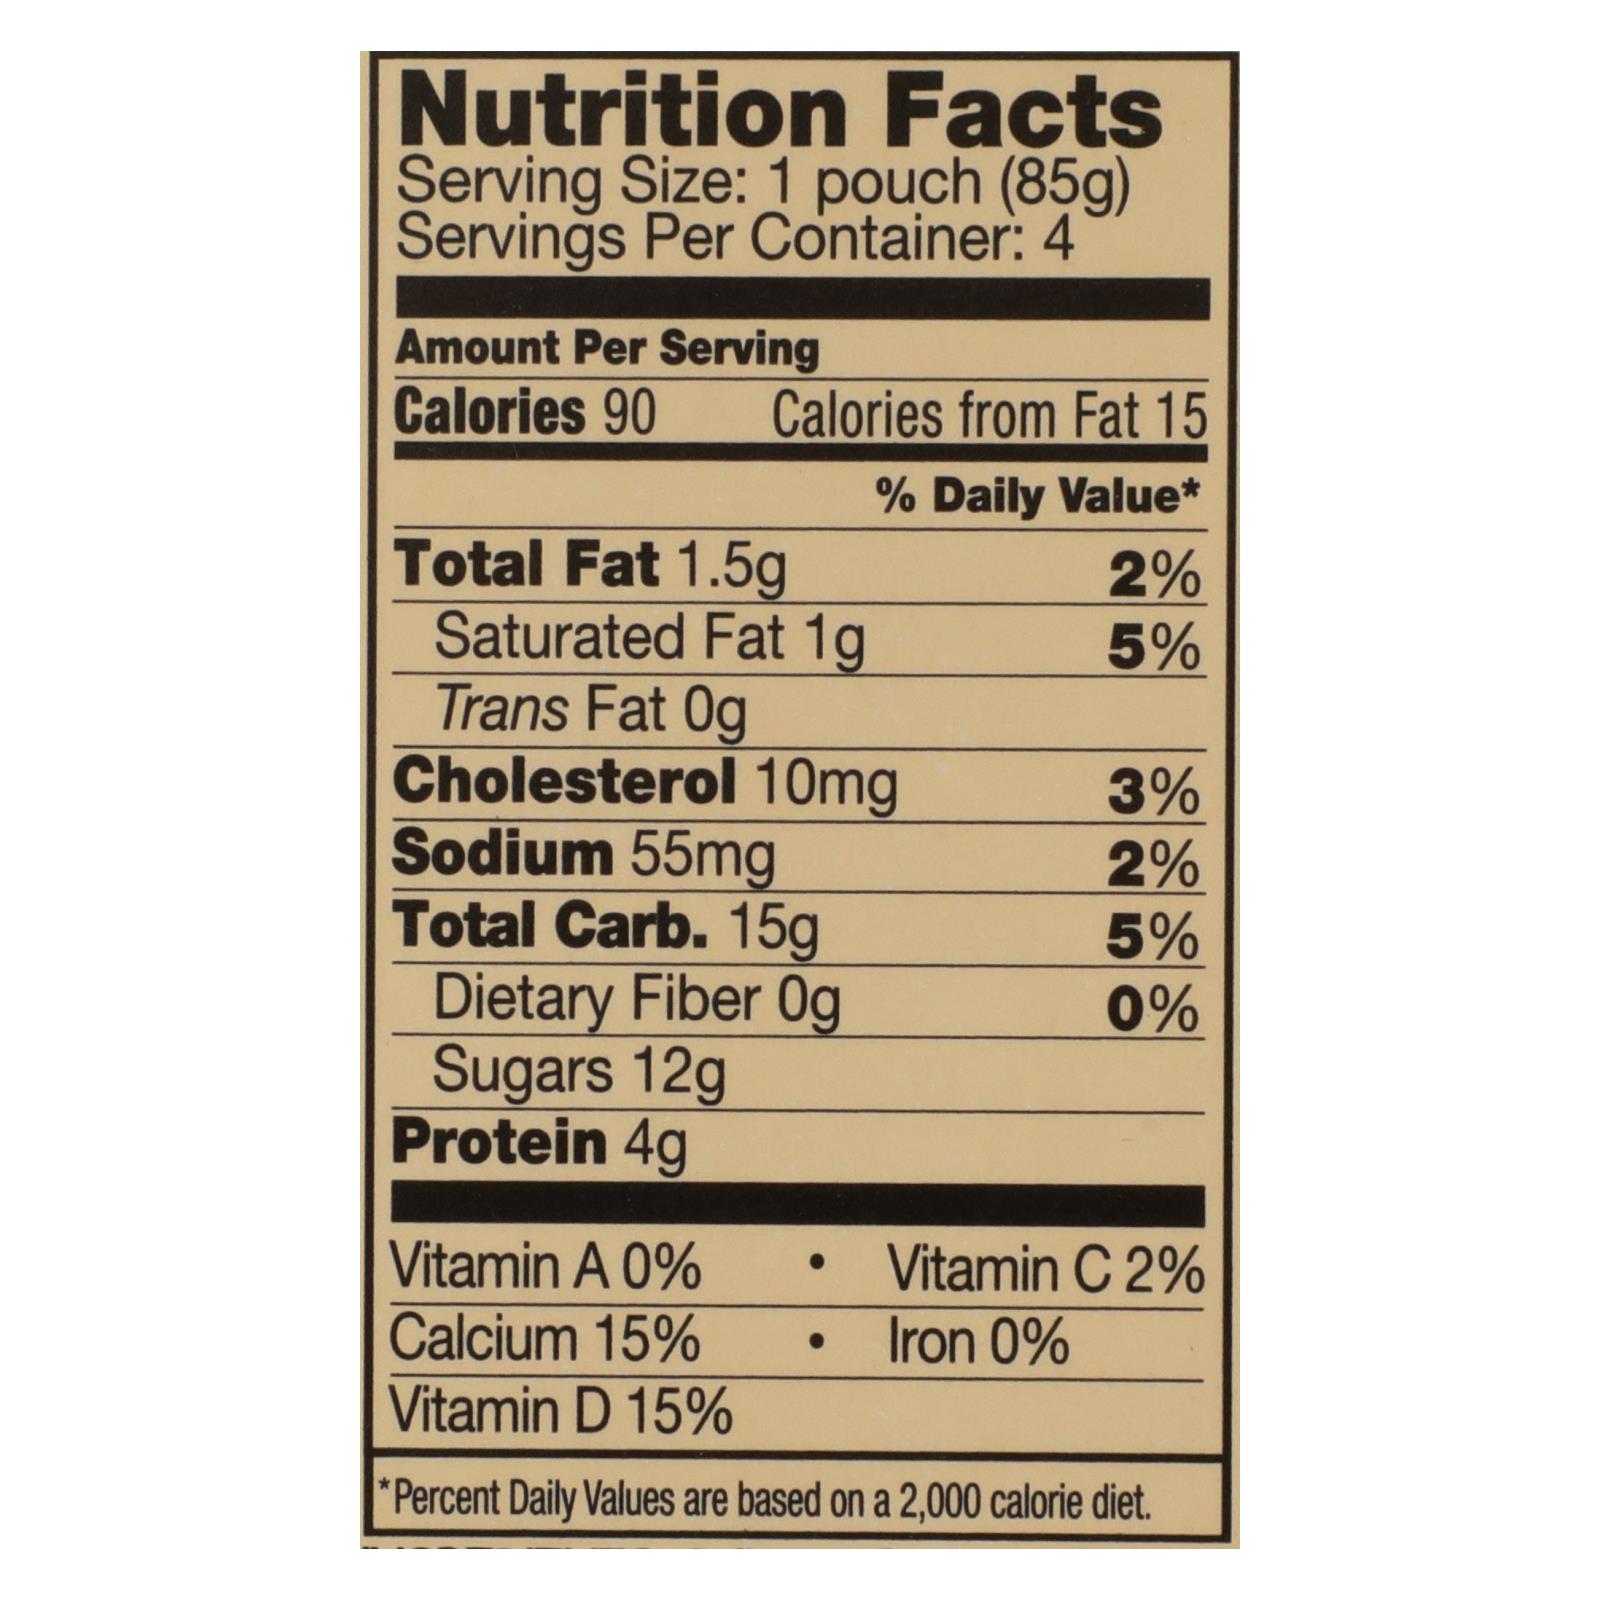 Nutrition Facts
Serving Size: 1 pouch (85g)
Servings Per Container: 4
Amount Per Serving
Calories 90 Calories from Fat 15
% Daily Value*
Total Fat 1.5g 2%
Saturated Fat 1g 5%
Trans Fat 0g
Cholesterol 10mg 3%
Sodium 55mg 2%
Total Carb. 15g 5%
Dietary Fiber 0g 0%
Sugars 12g
Protein 4g
Vitamin A 0% • Vitamin C 2%
Calcium 15% • Iron 0%
Vitamin D 15%
*Percent Daily Values are based on a 2,000 calorie diet.